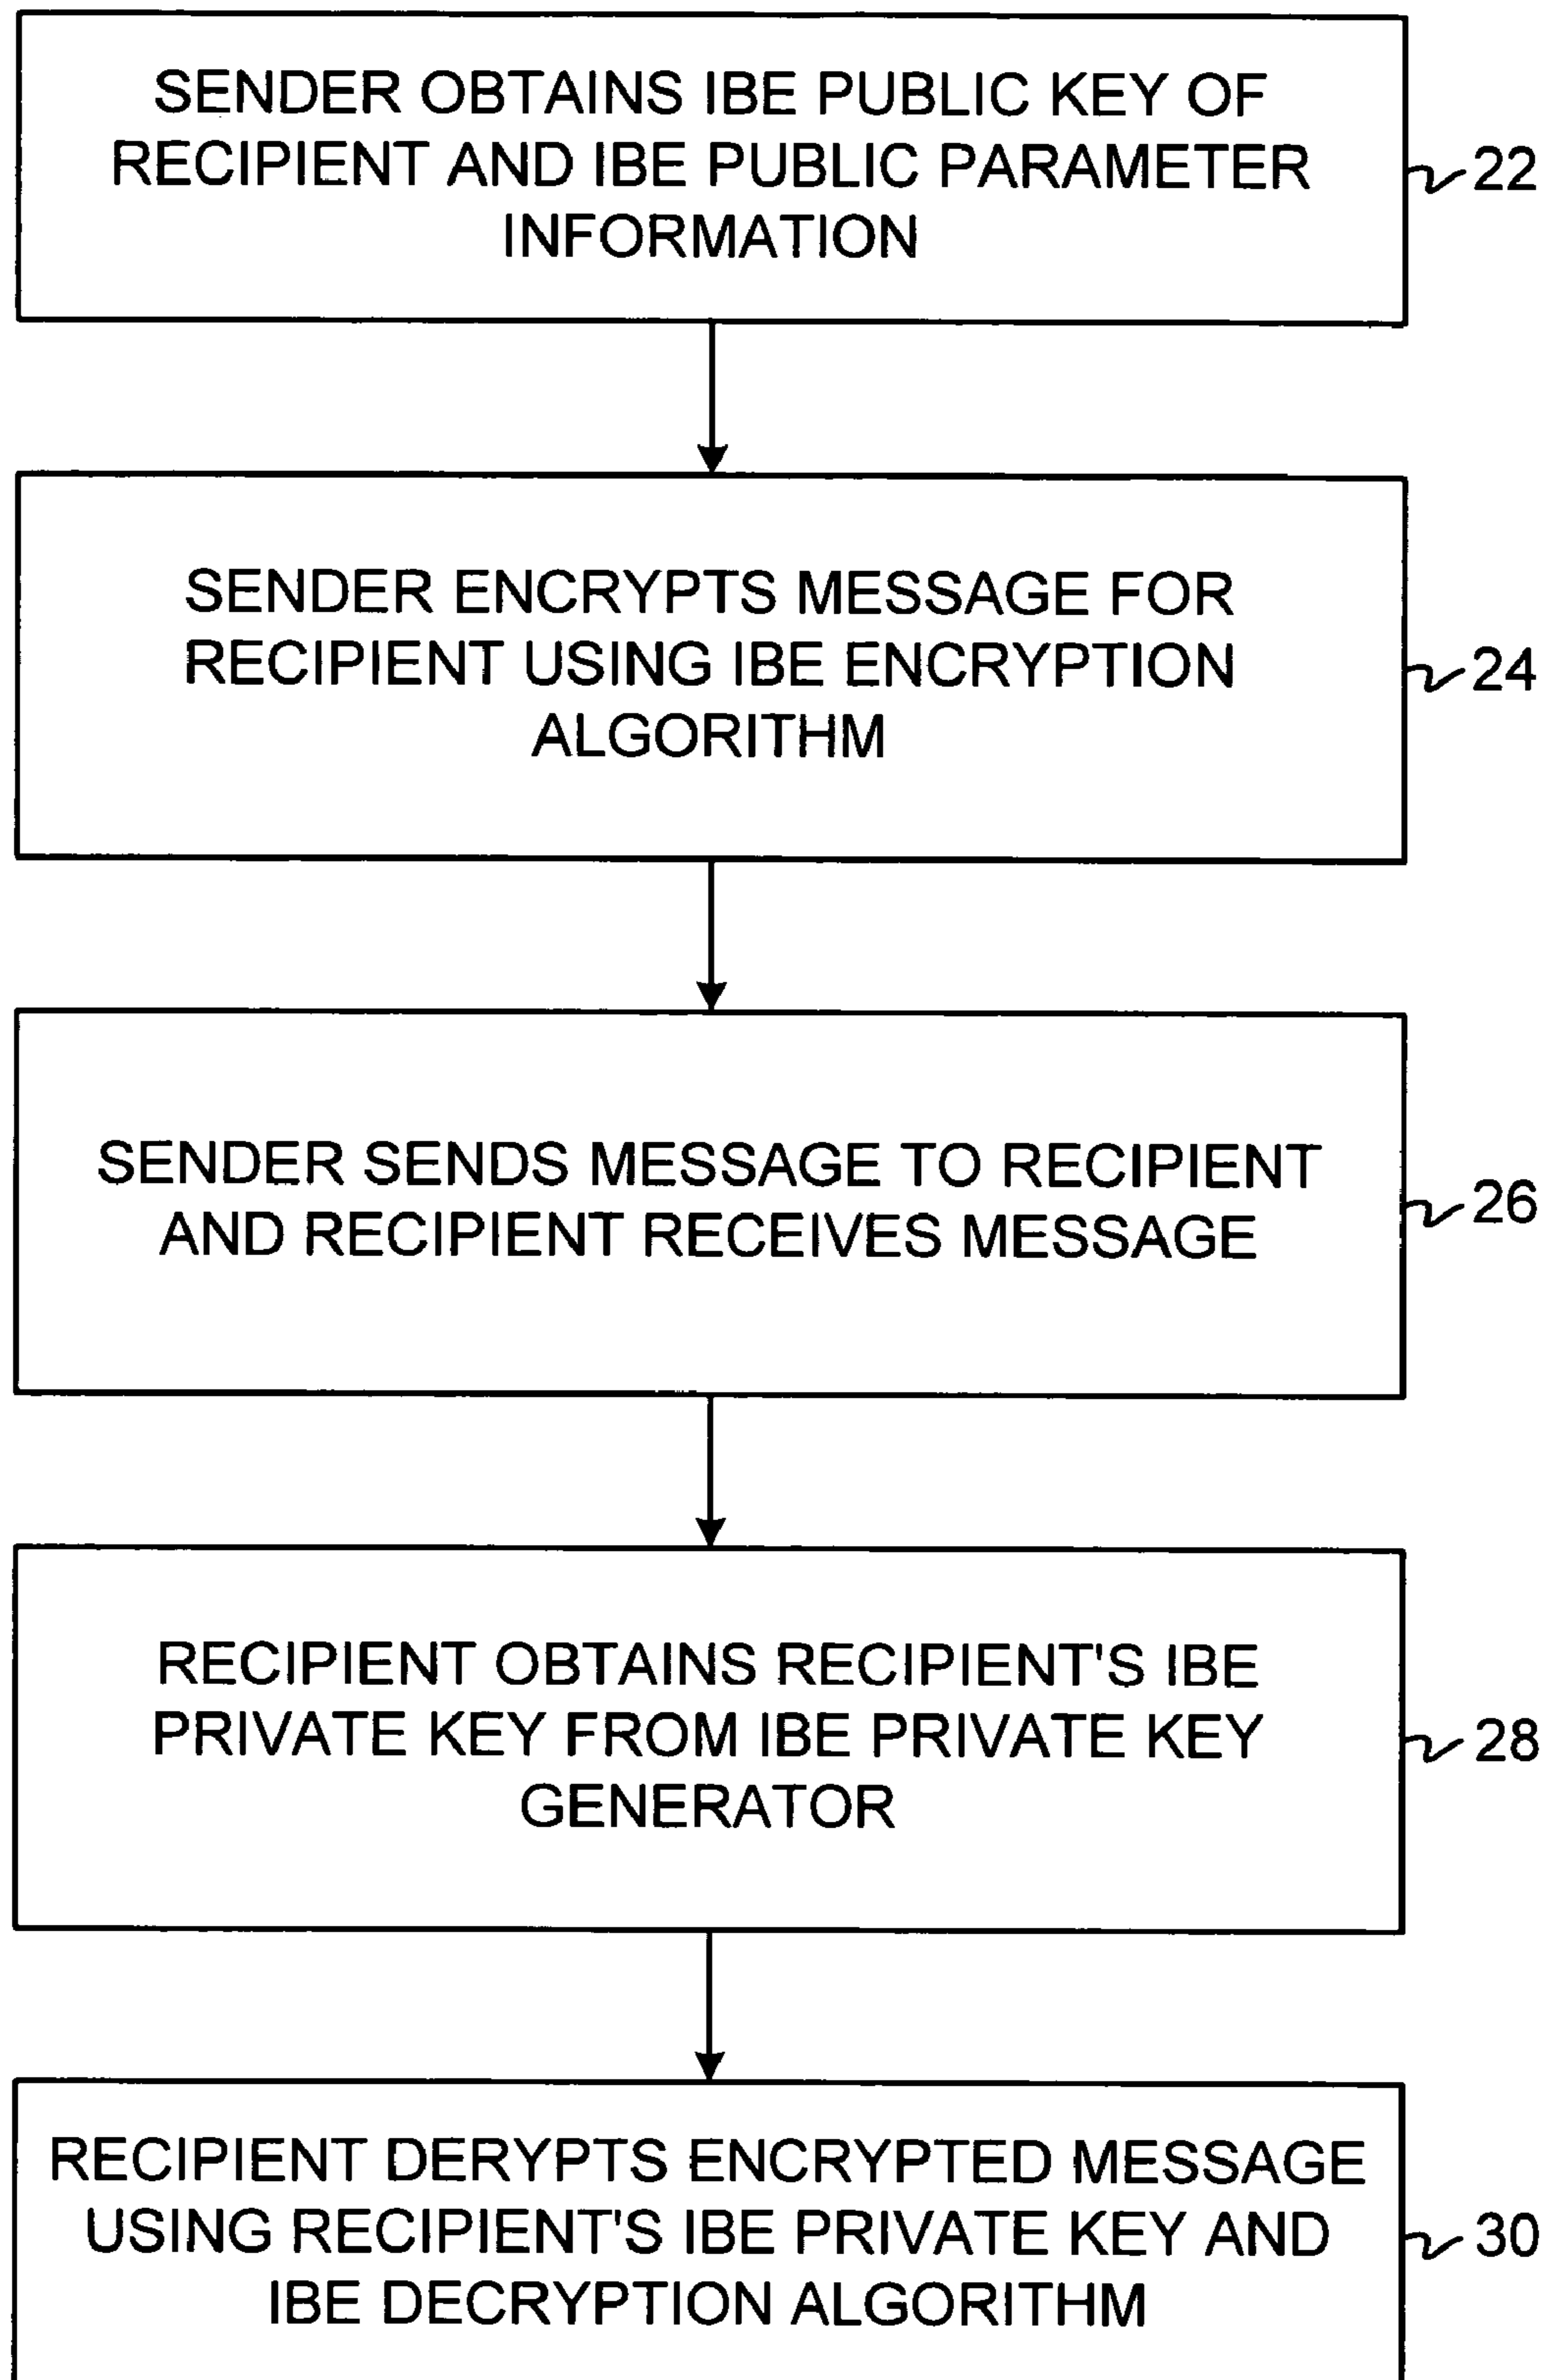 SENDER OBTAINS IBE PUBLIC KEY OF
RECIPIENT AND IBE PUBLIC PARAMETER
INFORMATION
22
SENDER ENCRYPTS MESSAGE FOR
RECIPIENT USING IBE ENCRYPTION
ALGORITHM
24
SENDER SENDS MESSAGE TO RECIPIENT
AND RECIPIENT RECEIVES MESSAGE
26
RECIPIENT OBTAINS RECIPIENT'S IBE
PRIVATE KEY FROM IBE PRIVATE KEY
GENERATOR
28
RECIPIENT DERYPTS ENCRYPTED MESSAGE
USING RECIPIENT'S IBE PRIVATE KEY AND
IBE DECRYPTION ALGORITHM
30